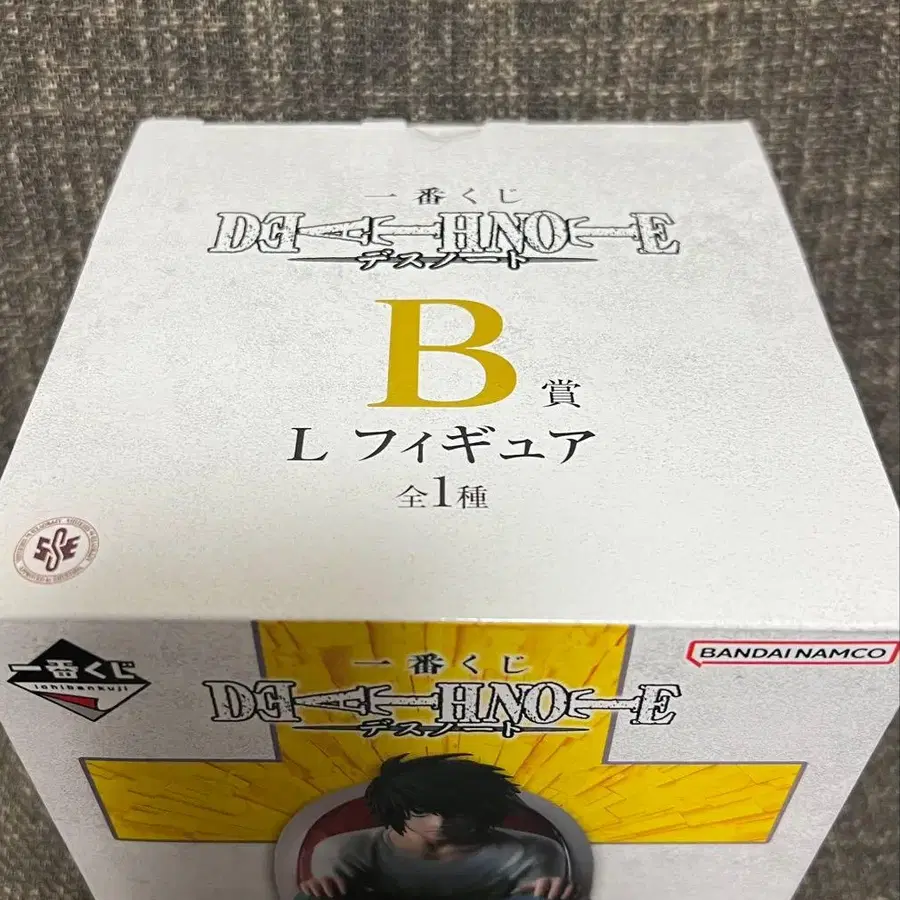 一番くじ
DEATH NOTE
デスノート
B賞
L フィギュア
全1種
SSE
一番くじ
ichibankuji
BANDAI NAMCO
一番くじ
DEATH NOTE
デスノート